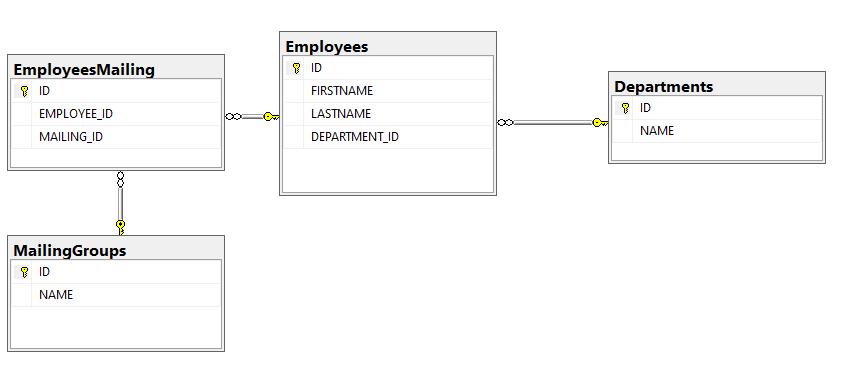 EmployeesMailing
ID
EMPLOYEE_ID
MAILING_ID
Employees
ID
FIRSTNAME
LASTNAME
DEPARTMENT_ID
Departments
ID
NAME
MailingGroups
ID
NAME